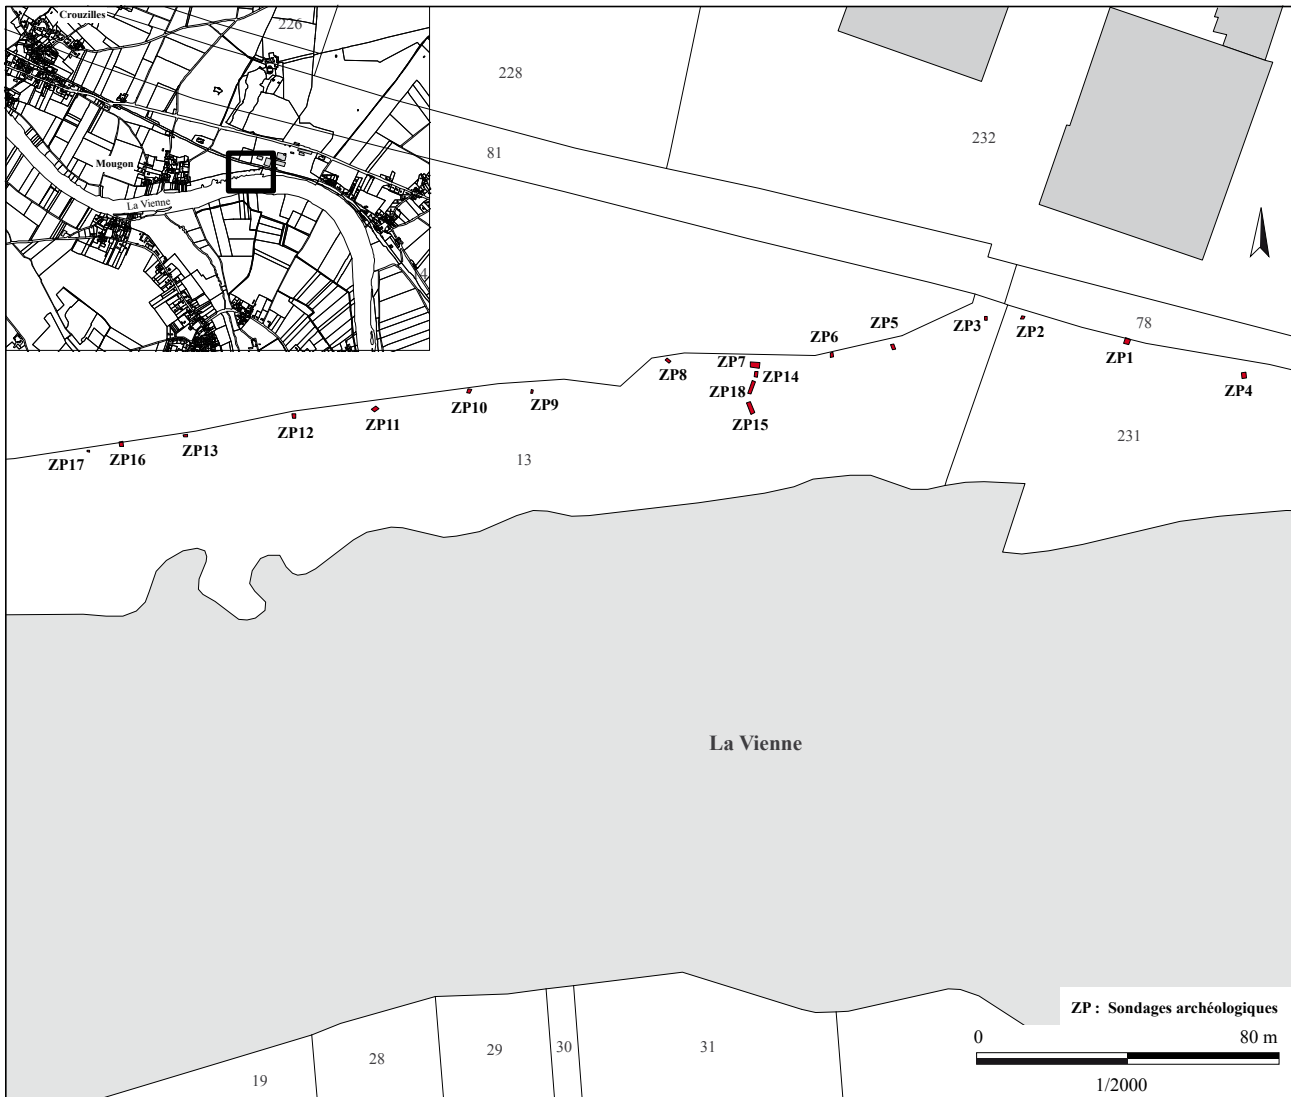 Crouzilles
226
228
81
232
Mougon
La Vienne
4
78
ZP3
ZP2
ZP1
ZP4
ZP5
ZP6
ZP7
ZP14
ZP8
ZP18
ZP15
ZP10
ZP9
ZP11
ZP12
ZP13
ZP16
ZP17
13
231
La Vienne
ZP : Sondages archéologiques
0 80 m
1/2000
19
28
29
30
31